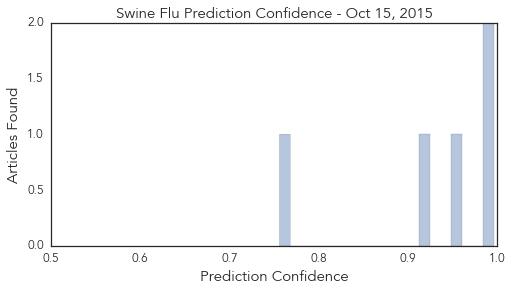 Swine Flu Prediction Confidence - Oct 15, 2015
2.0
1.5
1.0
0.5
0.0
Articles Found
0.5 0.6 0.7 0.8 0.9 1.0
Prediction Confidence